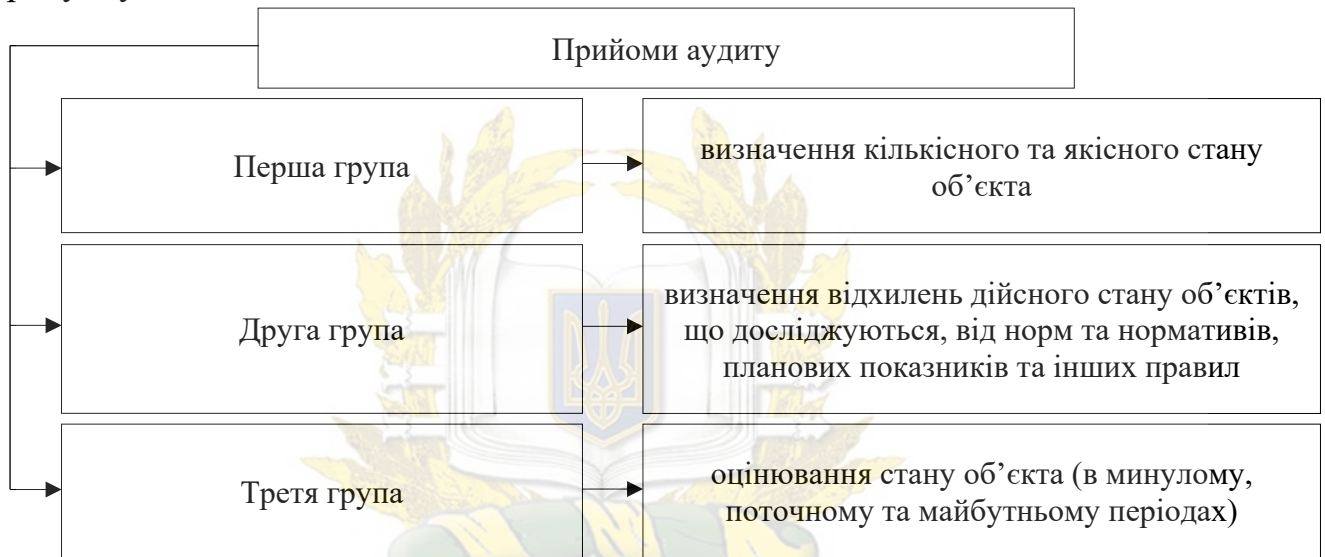 Прийоми аудиту
Перша група
визначення кількісного та якісного стану
об’єкта
Друга група
визначення відхилень дійсного стану об’єктів,
що досліджуються, від норм та нормативів,
планових показників та інших правил
Третя група
оцінювання стану об’єкта (в минулому,
поточному та майбутньому періодах)